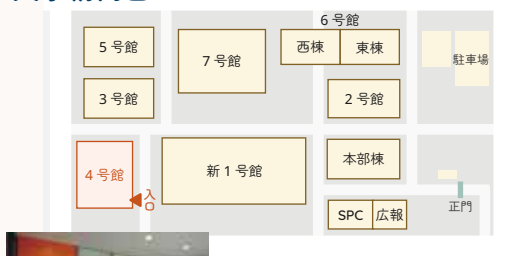 6 号館
5 号館
7 号館
西棟
東棟
駐車場
3 号館
2 号館
4 号館
入口
新 1 号館
本部棟
正門
SPC
広報